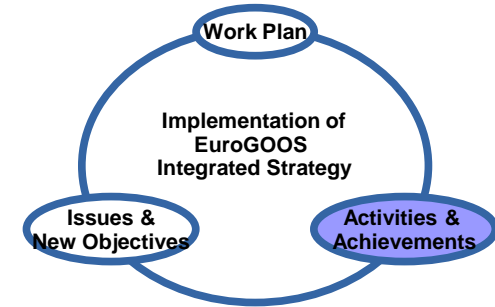 Work Plan
Implementation of
EuroGOOS
Integrated Strategy
Issues &
New Objectives
Activities &
Achievements